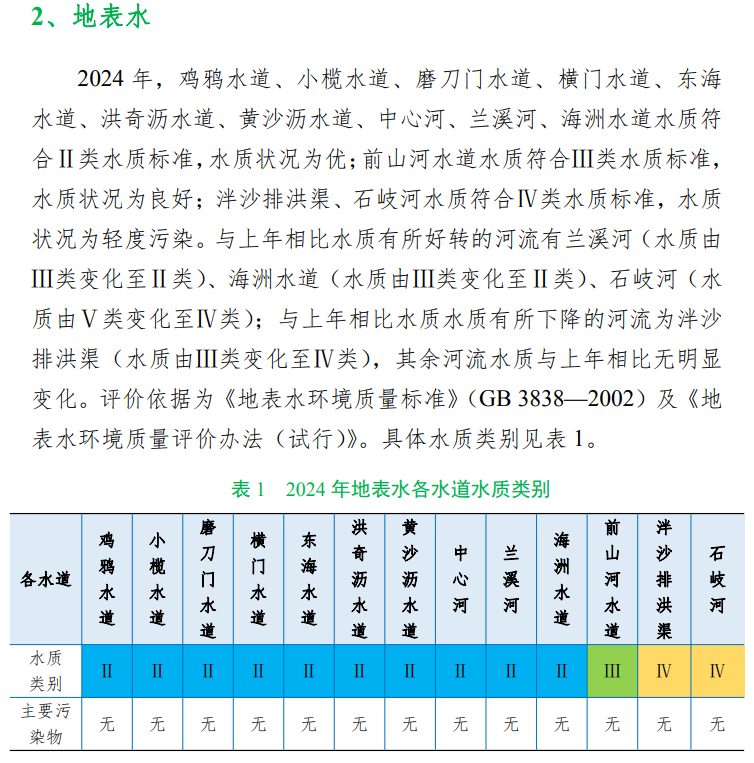 2、地表水
2024 年，鸡鸦水道、小榄水道、磨刀门水道、横门水道、东海
水道、洪奇沥水道、黄沙沥水道、中心河、兰溪河、海洲水道水质符
合Ⅱ类水质标准，水质状况为优；前山河水道水质符合Ⅲ类水质标准，
水质状况为良好；泮沙排洪渠、石岐河水质符合Ⅳ类水质标准，水质
状况为轻度污染。与上年相比水质有所好转的河流有兰溪河（水质由
Ⅲ类变化至Ⅱ类）、海洲水道（水质由Ⅲ类变化至Ⅱ类）、石岐河（水
质由Ⅴ类变化至Ⅳ类）；与上年相比水质水质有所下降的河流为泮沙
排洪渠（水质由Ⅲ类变化至Ⅳ类），其余河流水质与上年相比无明显
变化。评价依据为《地表水环境质量标准》（GB 3838—2002）及《地
表水环境质量评价办法（试行）》。具体水质类别见表 1。
表 1 2024 年地表水各水道水质类别
各水道 鸡鸦水道 小榄水道 磨刀门水道 横门水道 东海水道 洪奇沥水道 黄沙沥水道 中心河 兰溪河 海洲水道 前山河水道 泮沙排洪渠 石岐河
水质
类别 Ⅱ Ⅱ Ⅱ Ⅱ Ⅱ Ⅱ Ⅱ Ⅱ Ⅱ Ⅱ Ⅲ Ⅳ Ⅳ
主要污
染物 无 无 无 无 无 无 无 无 无 无 无 无 无